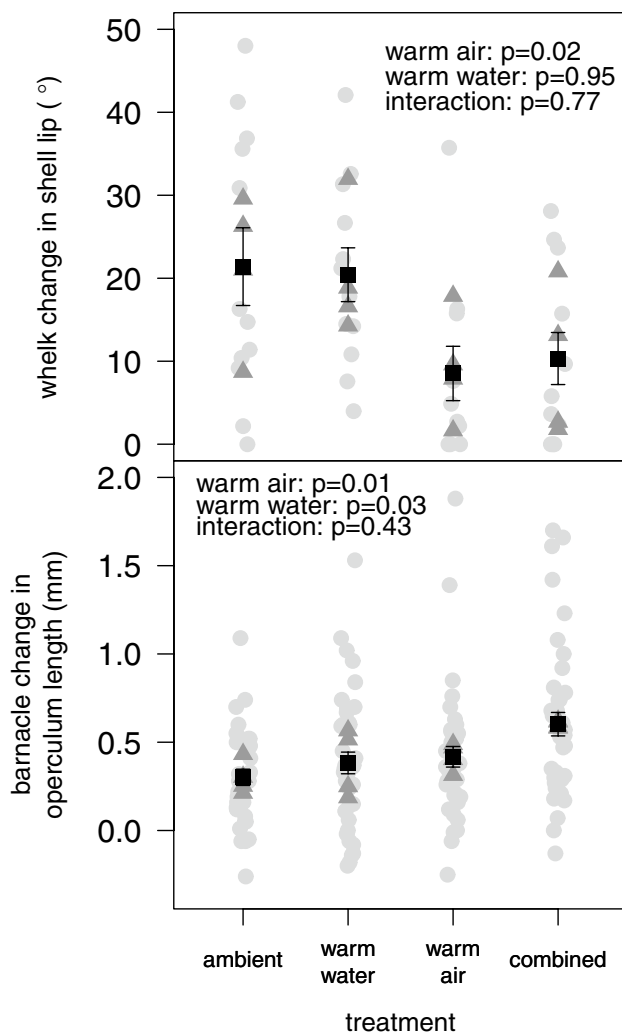 whelk change in shell lip ( °)
50
40
30
20
10
0
warm air: p=0.02
warm water: p=0.95
interaction: p=0.77
barnacle change in
operculum length (mm)
2.0
1.5
1.0
0.5
0.0
warm air: p=0.01
warm water: p=0.03
interaction: p=0.43
ambient
warm
water
warm
air
combined
treatment